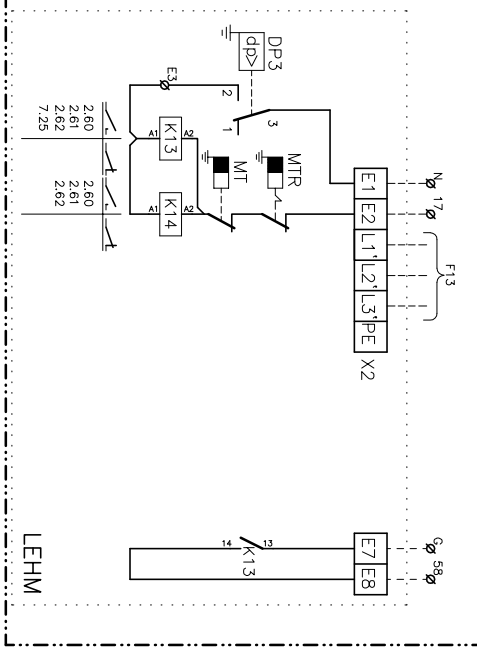 N 17
F13
G 58
E1 E2 L1' L2' L3' PE X2
E7 E8
DP3
dp>
3
2 1
E3
MTR
MT
A2 K13 A1
A2 K14 A1
13
K13
14
2.60
2.61
2.62
7.25
2.60
2.61
2.62
LEHM